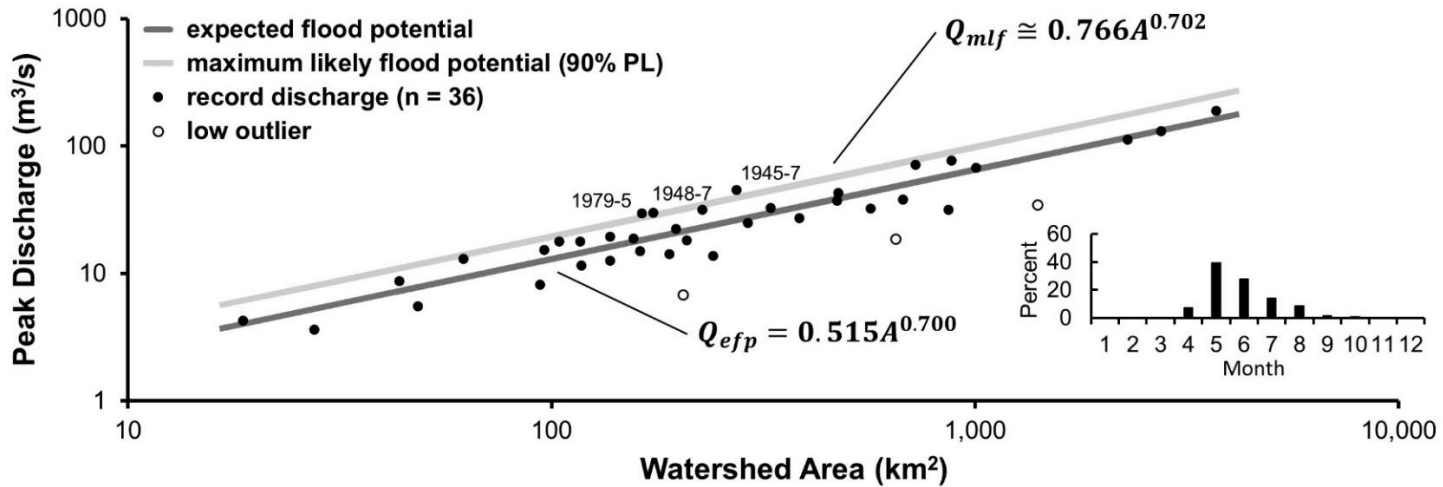 1000
100
10
1
Peak Discharge (m³/s)
expected flood potential
maximum likely flood potential (90% PL)
record discharge (n = 36)
low outlier
Q_mlf ≅ 0.766A^0.702
1979-5
1948-7
1945-7
Q_efp = 0.515A^0.700
Percent
60
40
20
0
1 2 3 4 5 6 7 8 9 10 11 12
Month
10
100
1,000
10,000
Watershed Area (km²)